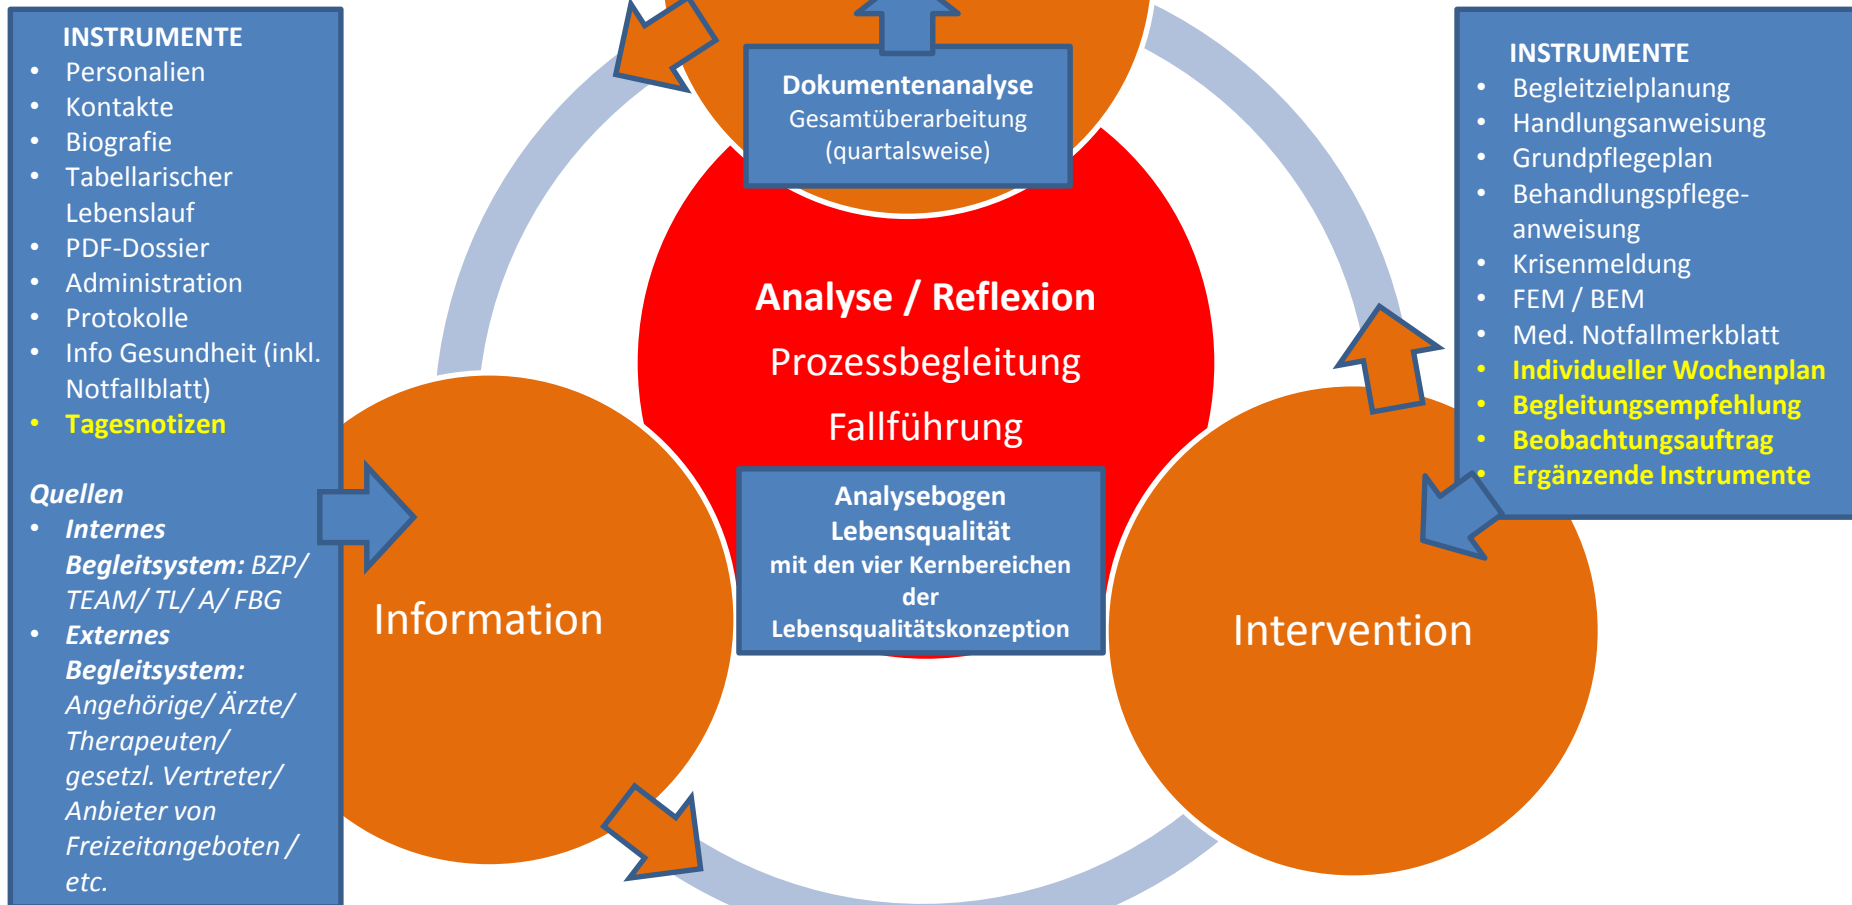 INSTRUMENTE
• Personalien
• Kontakte
• Biografie
• Tabellarischer
Lebenslauf
• PDF-Dossier
• Administration
• Protokolle
• Info Gesundheit (inkl.
Notfallblatt)
• Tagesnotizen
Quellen
• Internes
Begleitsystem: BZP/
TEAM/ TL/ A/ FBG
• Externes
Begleitsystem:
Angehörige/ Ärzte/
Therapeuten/
gesetzl. Vertreter/
Anbieter von
Freizeitangeboten /
etc.
Dokumentenanalyse
Gesamtüberarbeitung
(quartalsweise)
Analyse / Reflexion
Prozessbegleitung
Fallführung
Analysebogen
Lebensqualität
mit den vier Kernbereichen
der
Lebensqualitätskonzeption
Information
Intervention
INSTRUMENTE
• Begleitzielplanung
• Handlungsanweisung
• Grundpflegeplan
• Behandlungspflege-
anweisung
• Krisenmeldung
• FEM / BEM
• Med. Notfallmerkblatt
• Individueller Wochenplan
• Begleitungsempfehlung
• Beobachtungsauftrag
• Ergänzende Instrumente